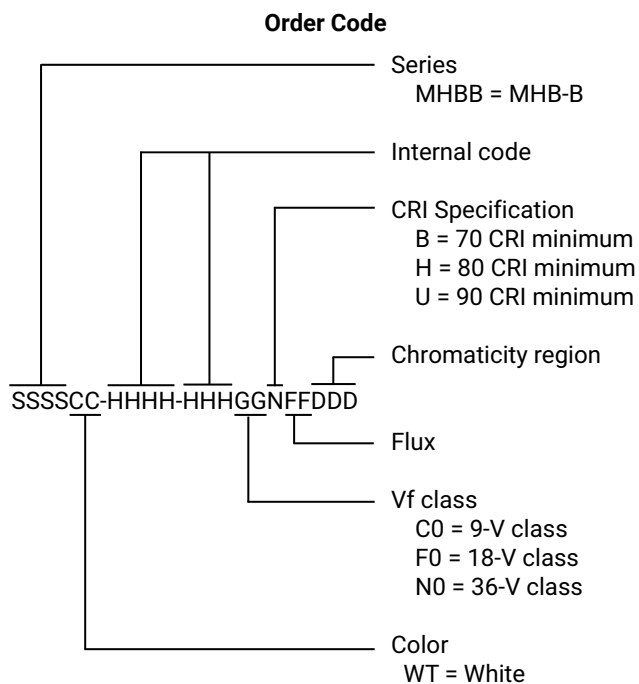 Order Code
Series
MHBB = MHB-B
Internal code
CRI Specification
B = 70 CRI minimum
H = 80 CRI minimum
U = 90 CRI minimum
Chromaticity region
SSSSCC-HHHH-HHHGGNFFDDD
Flux
Vf class
C0 = 9-V class
F0 = 18-V class
N0 = 36-V class
Color
WT = White